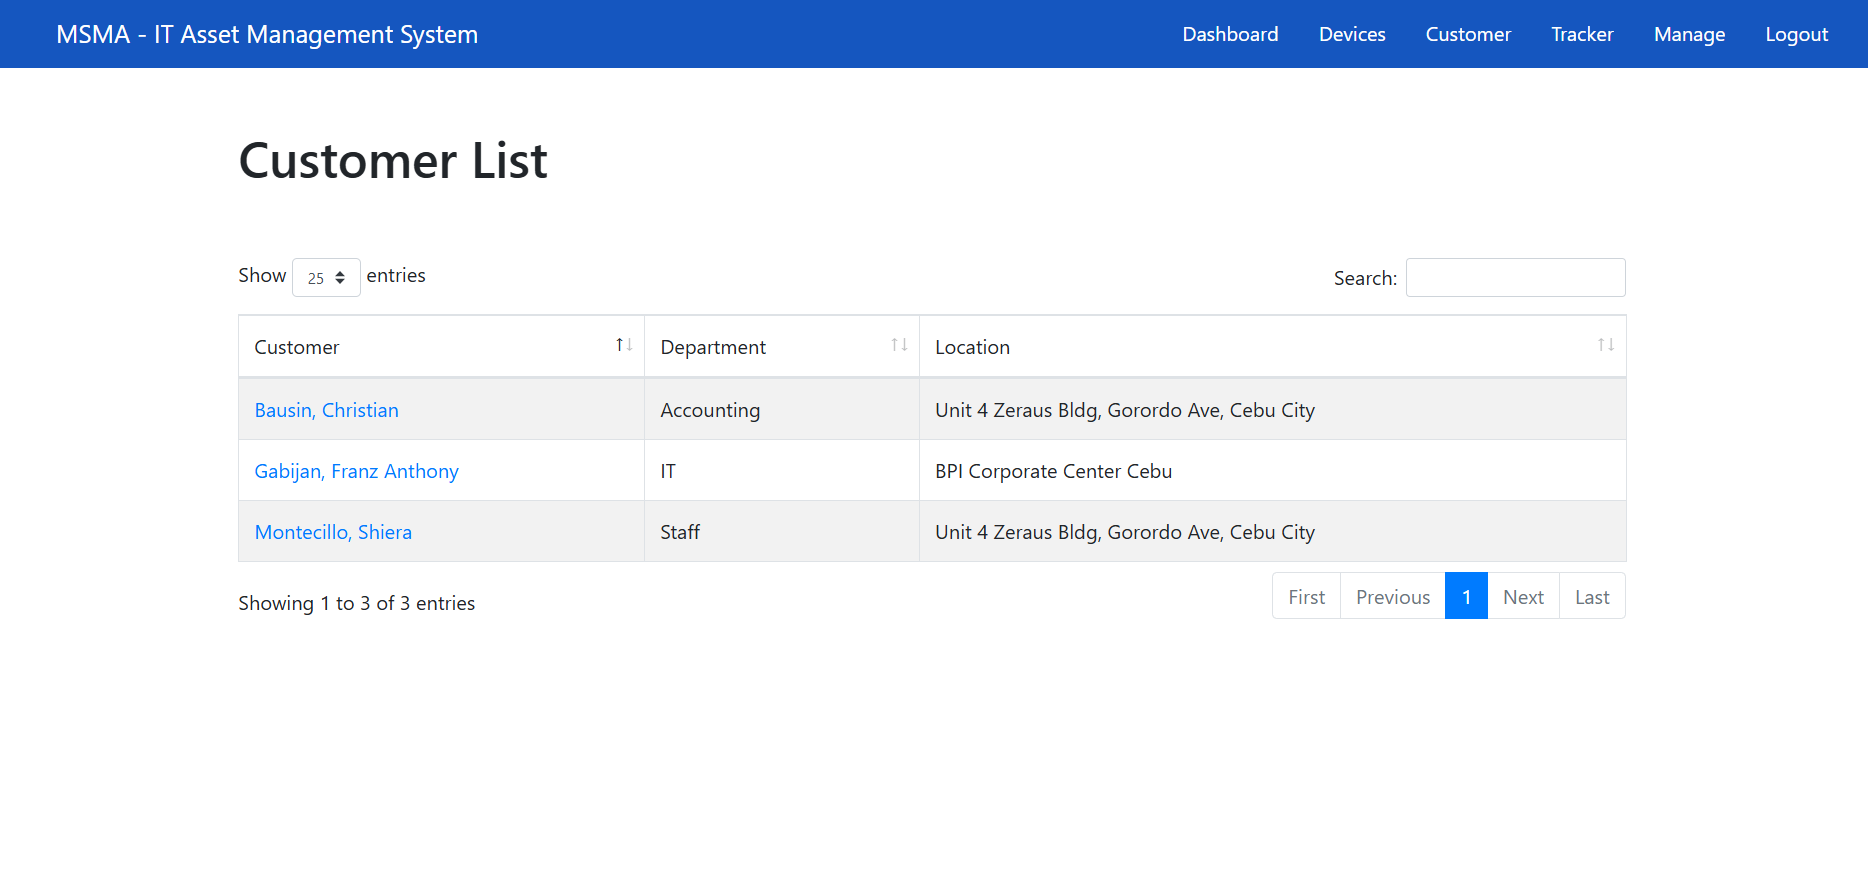 MSMA - IT Asset Management System Dashboard Devices Customer Tracker Manage Logout
Customer List
Show 25 entries Search:
Customer Department Location
Bausin, Christian Accounting Unit 4 Zeraus Bldg, Gorordo Ave, Cebu City
Gabijan, Franz Anthony IT BPI Corporate Center Cebu
Montecillo, Shiera Staff Unit 4 Zeraus Bldg, Gorordo Ave, Cebu City
Showing 1 to 3 of 3 entries First Previous 1 Next Last